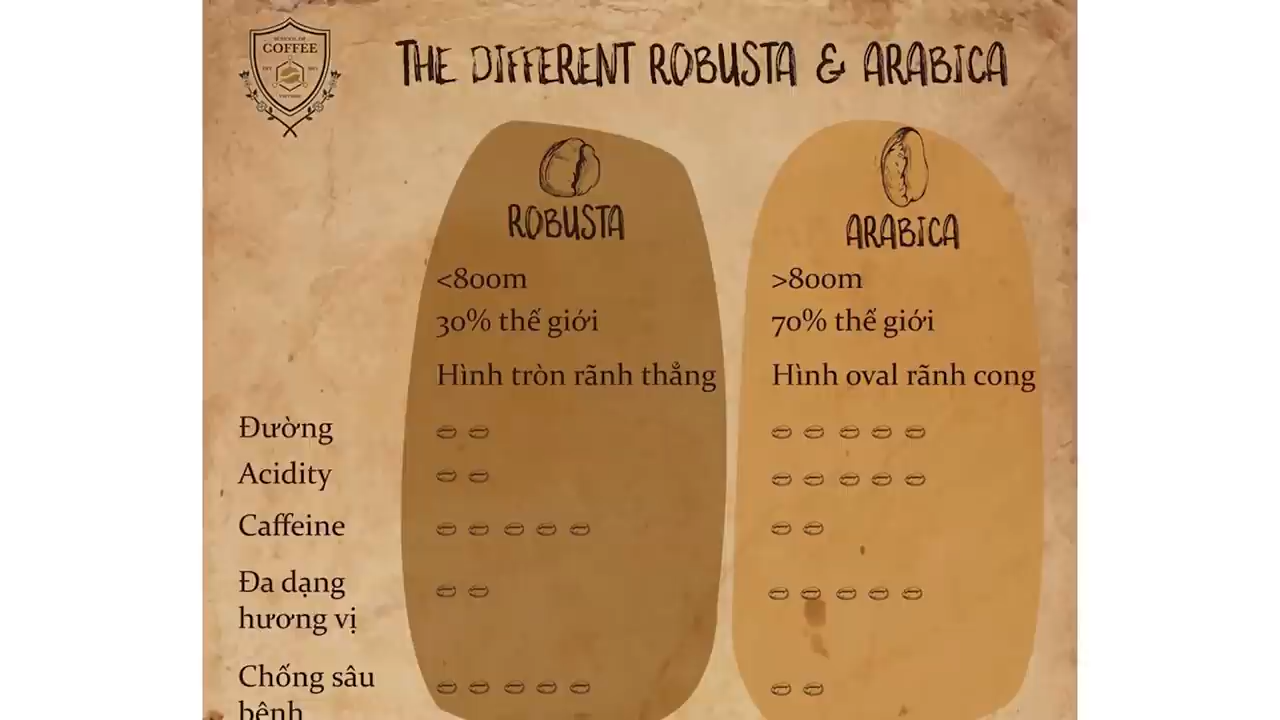 SCHOOL OF
COFFEE
THE DIFFERENT ROBUSTA & ARABICA
ROBUSTA
ARABICA
<800m
>800m
30% thế giới
70% thế giới
Hình tròn rãnh thẳng
Hình oval rãnh cong
Đường
Acidity
Caffeine
Đa dạng
hương vị
Chống sâu
bệnh